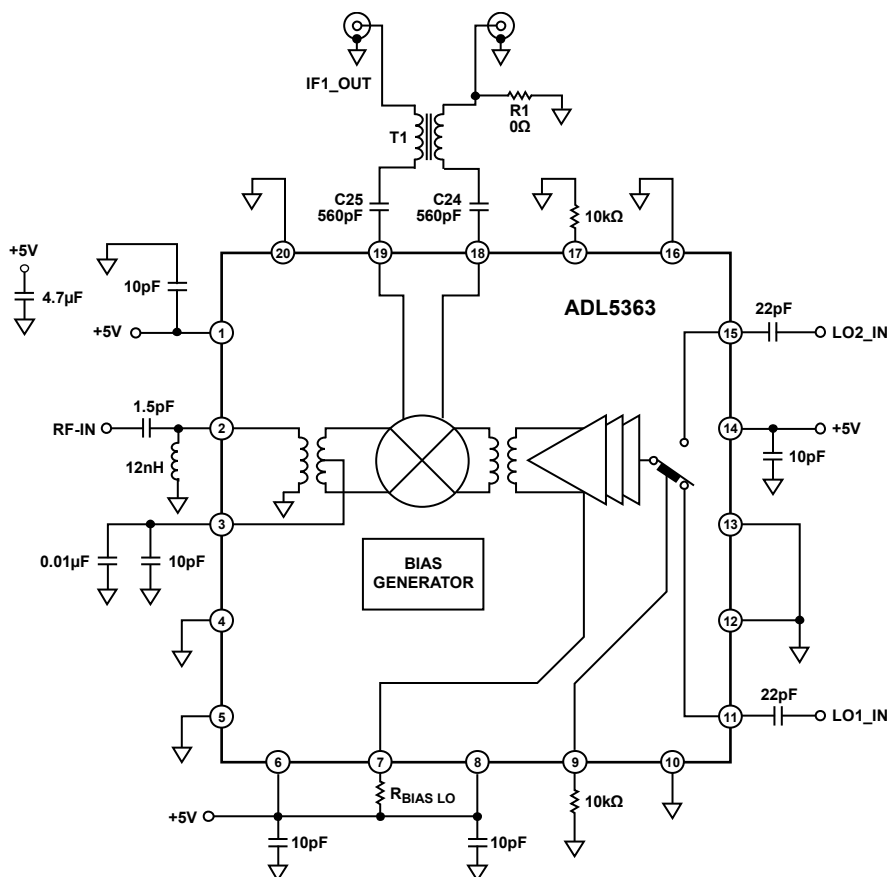 IF1_OUT
R1
0Ω
T1
C25
560pF
C24
560pF
10kΩ
20
19
18
17
16
+5V
4.7µF
10pF
+5V
1
ADL5363
22pF
15
LO2_IN
1.5pF
RF-IN
2
12nH
14
+5V
10pF
3
0.01µF
10pF
13
BIAS
GENERATOR
4
12
5
22pF
11
LO1_IN
6
7
8
9
10
RBIAS LO
10kΩ
+5V
10pF
10pF